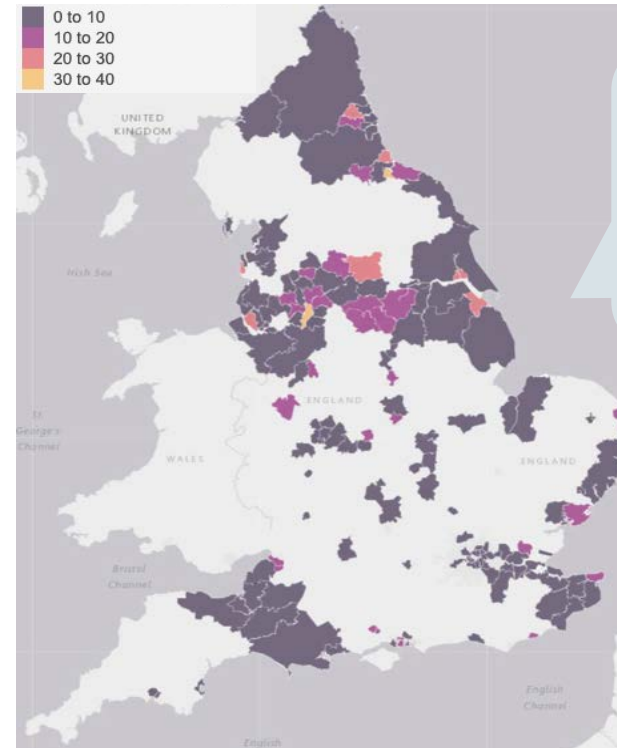 0 to 10
10 to 20
20 to 30
30 to 40
UNITED
KINGDOM
Irish Sea
ENGLAND
St
George's
Channel
WALES
ENGLAND
Bristol
Channel
English
Channel
English